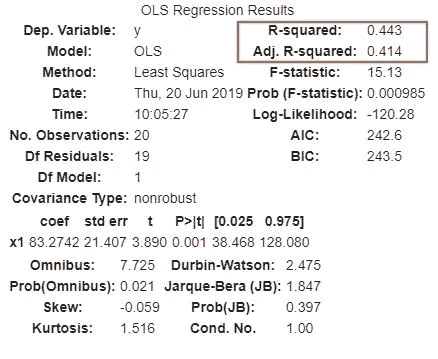 OLS Regression Results
Dep. Variable: y R-squared: 0.443
Model: OLS Adj. R-squared: 0.414
Method: Least Squares F-statistic: 15.13
Date: Thu, 20 Jun 2019 Prob (F-statistic): 0.000985
Time: 10:05:27 Log-Likelihood: -120.28
No. Observations: 20 AIC: 242.6
Df Residuals: 19 BIC: 243.5
Df Model: 1
Covariance Type: nonrobust
coef std err t P>|t| [0.025 0.975]
x1 83.2742 21.407 3.890 0.001 38.468 128.080
Omnibus: 7.725 Durbin-Watson: 2.475
Prob(Omnibus): 0.021 Jarque-Bera (JB): 1.847
Skew: -0.059 Prob(JB): 0.397
Kurtosis: 1.516 Cond. No. 1.00